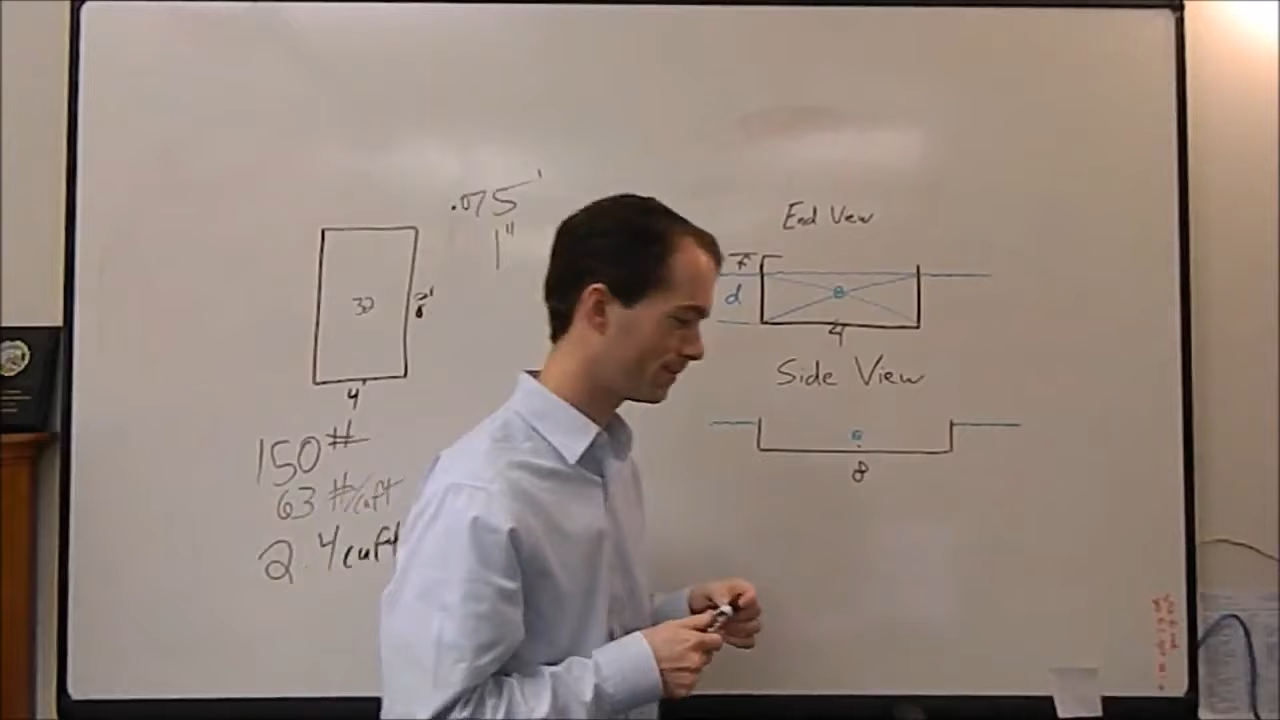 .075'
1"
32
8'
4'
150#
63 #/cuft
2.4cuft
End View
F
d
B
4
Side View
8